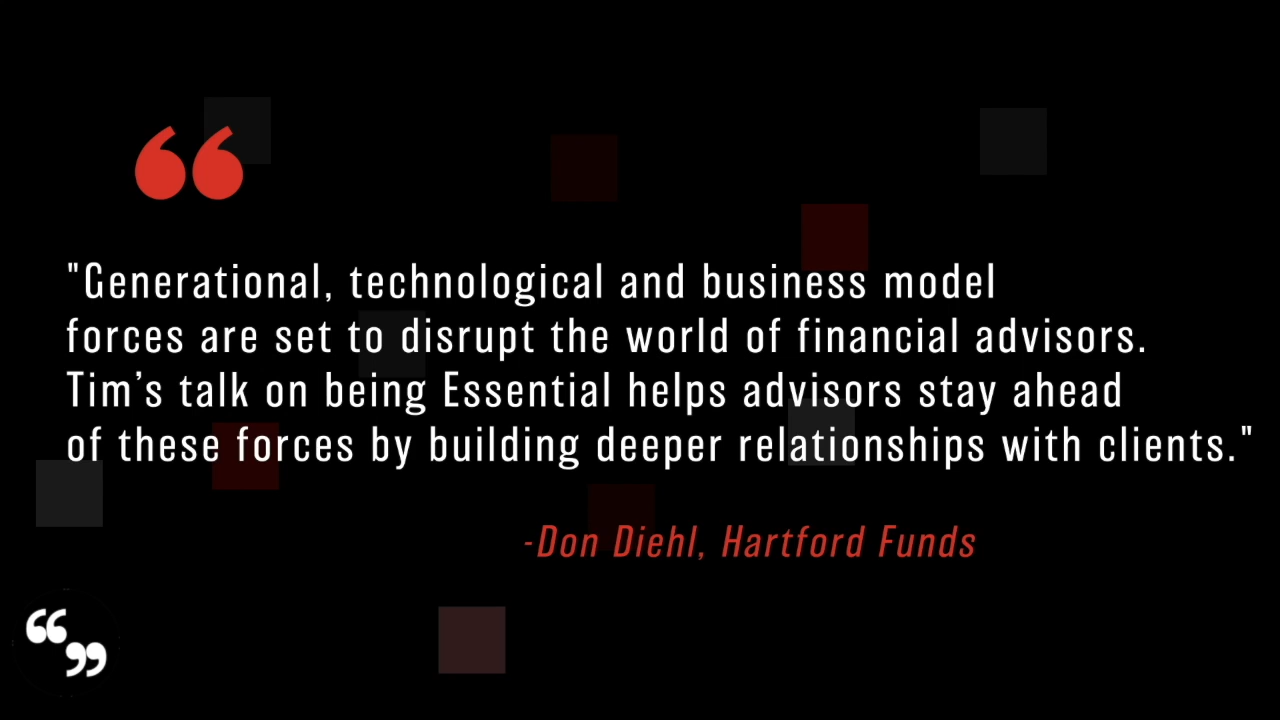 "Generational, technological and business model
forces are set to disrupt the world of financial advisors.
Tim’s talk on being Essential helps advisors stay ahead
of these forces by building deeper relationships with clients."
-Don Diehl, Hartford Funds